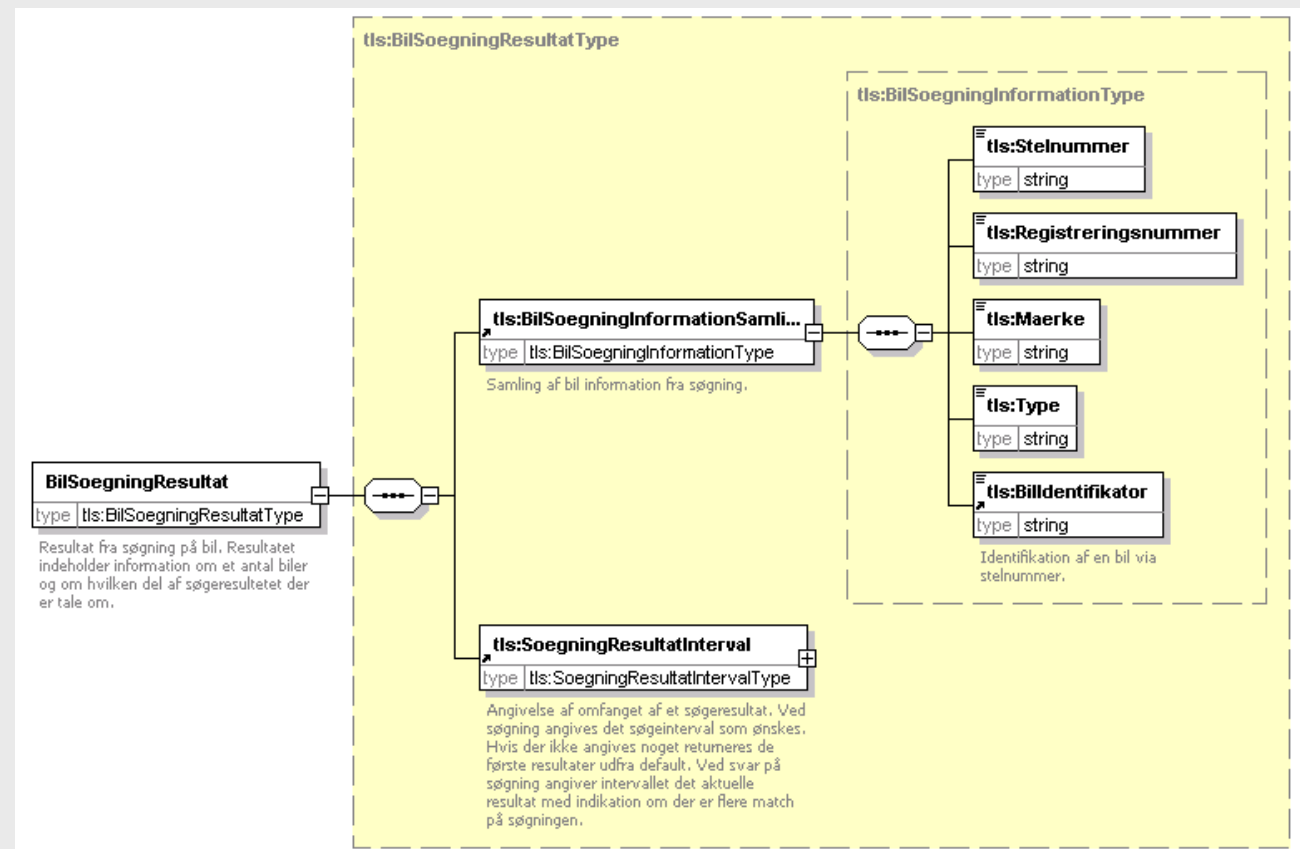 tls:BilSoegningResultatType
tls:BilSoegningInformationType
tls:Stelnummer
type string
tls:Registreringsnummer
type string
tls:Maerke
type string
tls:Type
type string
tls:BilIdentifikator
type string
Identifikation af en bil via
stelnummer.
tls:BilSoegningInformationSamli...
type tls:BilSoegningInformationType
Samling af bil information fra søgning.
BilSoegningResultat
type tls:BilSoegningResultatType
Resultat fra søgning på bil. Resultatet
indeholder information om et antal biler
og om hvilken del af søgeresultetet der
er tale om.
tls:SoegningResultatInterval
type tls:SoegningResultatIntervalType
Angivelse af omfanget af et søgeresultat. Ved
søgning angives det søgeinterval som ønskes.
Hvis der ikke angives noget returneres de
første resultater udfra default. Ved svar på
søgning angiver intervallet det aktuelle
resultat med indikation om der er flere match
på søgningen.